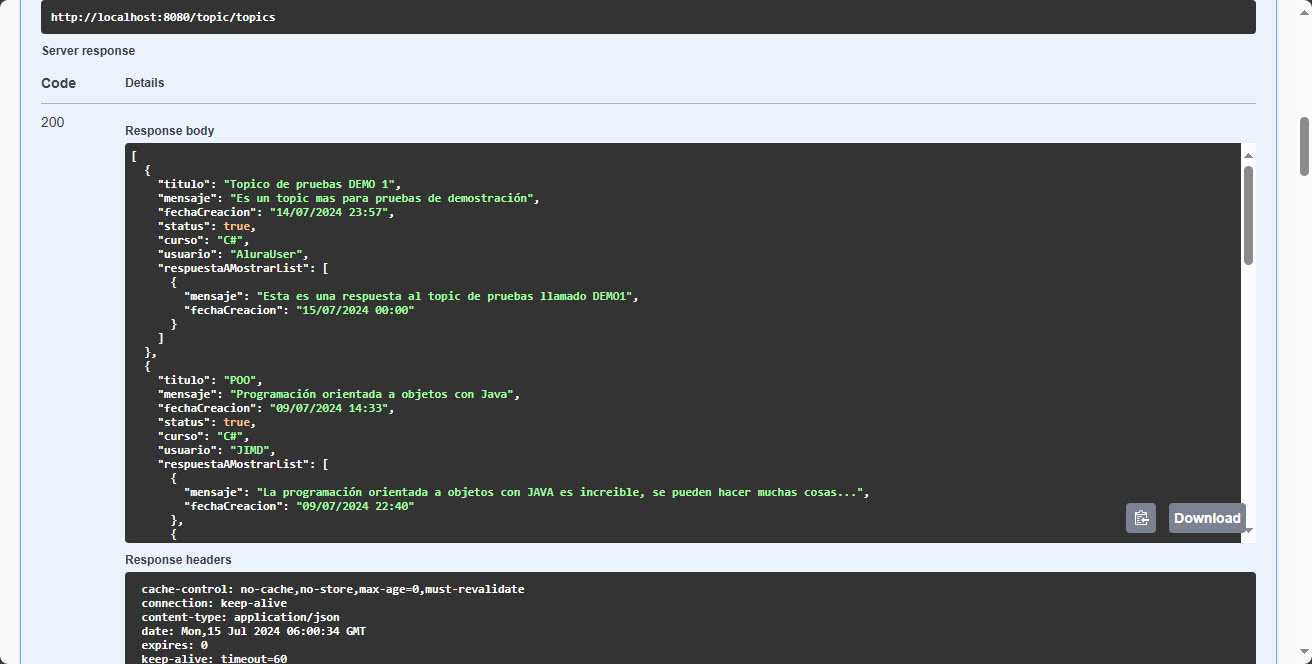 http://localhost:8080/topic/topics
Server response
Code Details
200
Response body
[
  {
    "titulo": "Topico de pruebas DEMO 1",
    "mensaje": "Es un topic mas para pruebas de demostración",
    "fechaCreacion": "14/07/2024 23:57",
    "status": true,
    "curso": "C#",
    "usuario": "AluraUser",
    "respuestaAMostrarList": [
      {
        "mensaje": "Esta es una respuesta al topic de pruebas llamado DEMO1",
        "fechaCreacion": "15/07/2024 00:00"
      }
    ]
  },
  {
    "titulo": "POO",
    "mensaje": "Programación orientada a objetos con Java",
    "fechaCreacion": "09/07/2024 14:33",
    "status": true,
    "curso": "C#",
    "usuario": "JIMD",
    "respuestaAMostrarList": [
      {
        "mensaje": "La programación orientada a objetos con JAVA es increible, se pueden hacer muchas cosas...",
        "fechaCreacion": "09/07/2024 22:40"
      },
      {
Download
Response headers
cache-control: no-cache,no-store,max-age=0,must-revalidate
connection: keep-alive
content-type: application/json
date: Mon,15 Jul 2024 06:00:34 GMT
expires: 0
keep-alive: timeout=60